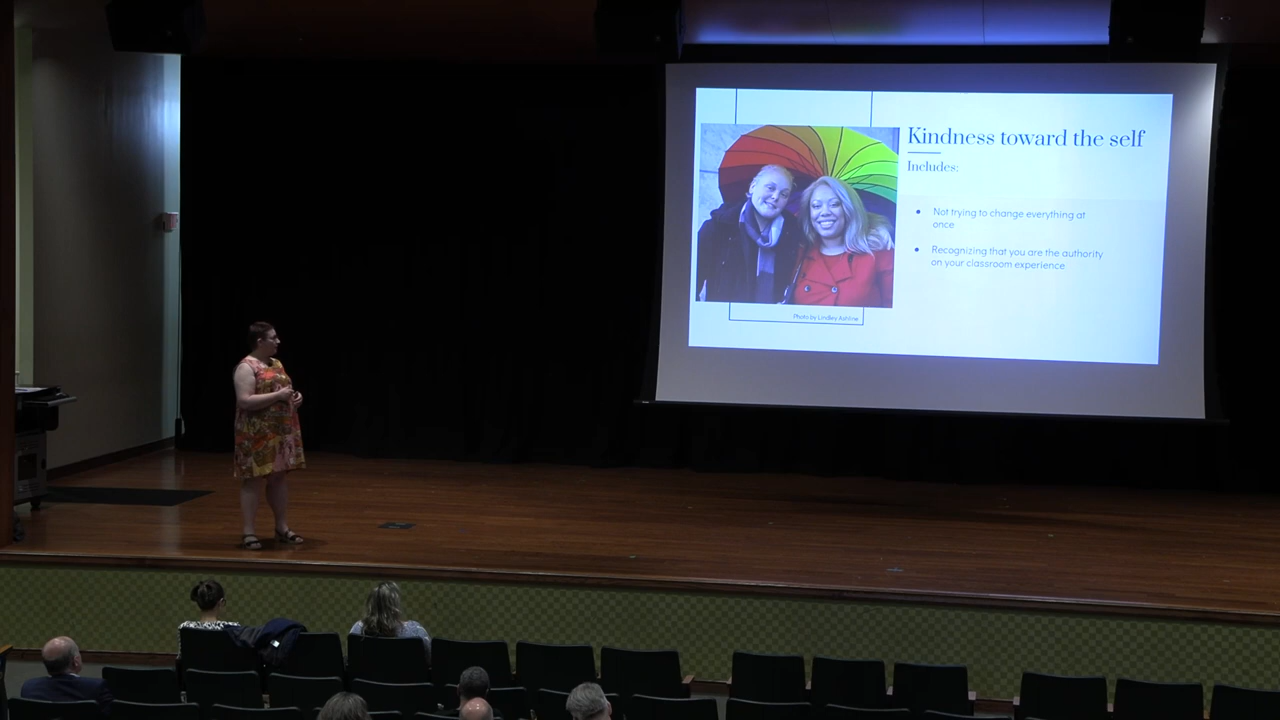 Kindness toward the self
Includes:
Not trying to change everything at
once
Recognizing that you are the authority
on your classroom experience
Photo by Lindley Ashline